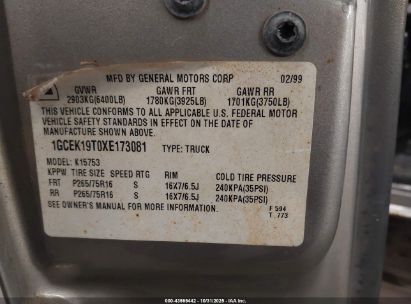 MFD BY GENERAL MOTORS CORP 02/99
GVWR GAWR FRT GAWR RR
2903KG(6400LB) 1780KG(3925LB) 1701KG(3750LB)
THIS VEHICLE CONFORMS TO ALL APPLICABLE U.S. FEDERAL MOTOR
VEHICLE SAFETY STANDARDS IN EFFECT ON THE DATE OF
MANUFACTURE SHOWN ABOVE.
1GCEK19T0XE173081 TYPE: TRUCK
MODEL: K15753
KPPW TIRE SIZE SPEED RTG RIM COLD TIRE PRESSURE
FRT P265/75R16 S 16X7/6.5J 240KPA(35PSI)
RR P265/75R16 S 16X7/6.5J 240KPA(35PSI)
SEE OWNER'S MANUAL FOR MORE INFORMATION. F 594
T 773
000-43565442 - 10/31/2025 - IAAI, Inc.